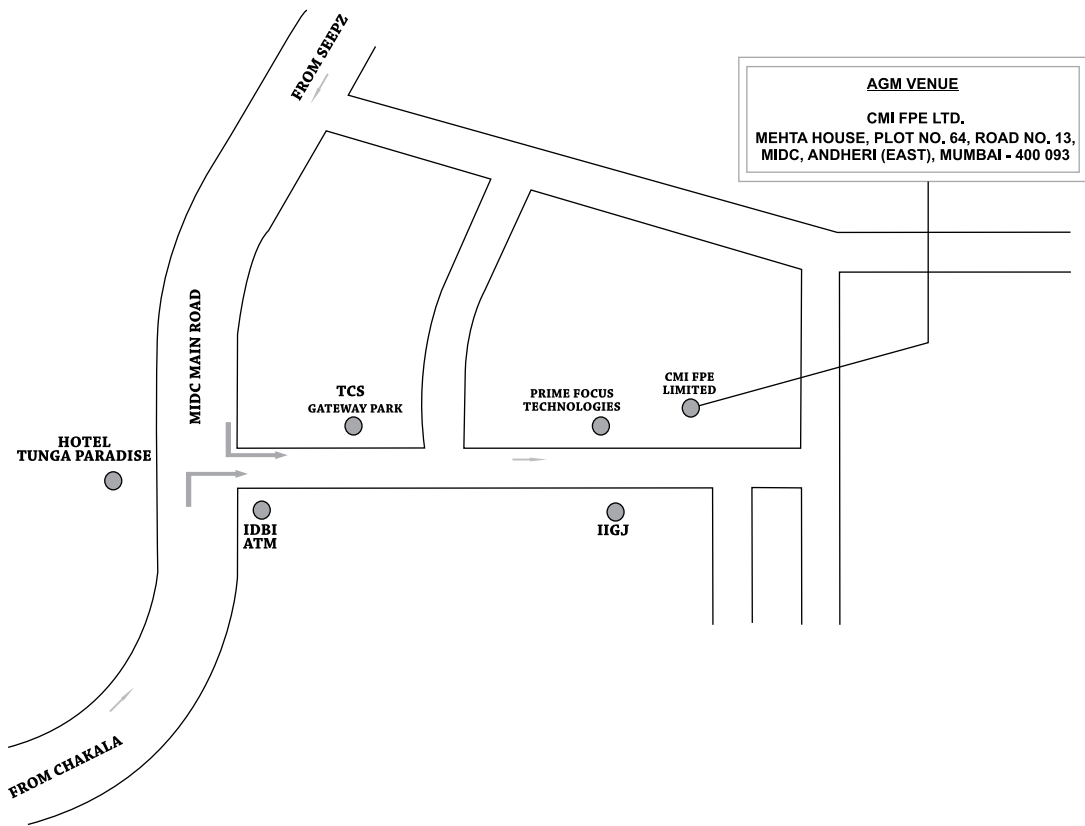 FROM SEEPZ
AGM VENUE
CMI FPE LTD.
MEHTA HOUSE, PLOT NO. 64, ROAD NO. 13,
MIDC, ANDHERI (EAST), MUMBAI - 400 093
MIDC MAIN ROAD
TCS
GATEWAY PARK
PRIME FOCUS
TECHNOLOGIES
CMI FPE
LIMITED
HOTEL
TUNGA PARADISE
IDBI
ATM
IIGJ
FROM CHAKALA